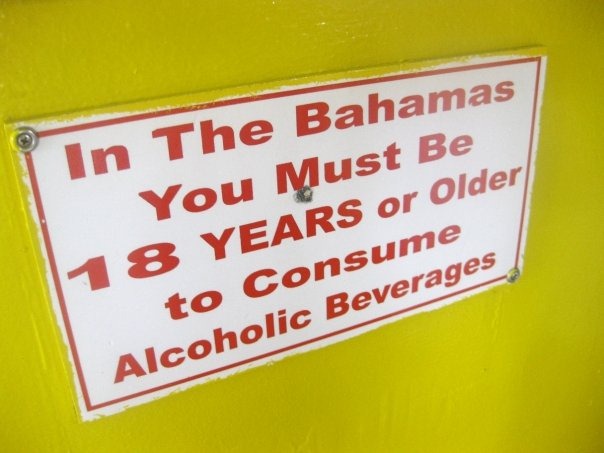 In The Bahamas
You Must Be
18 YEARS or Older
to Consume
Alcoholic Beverages